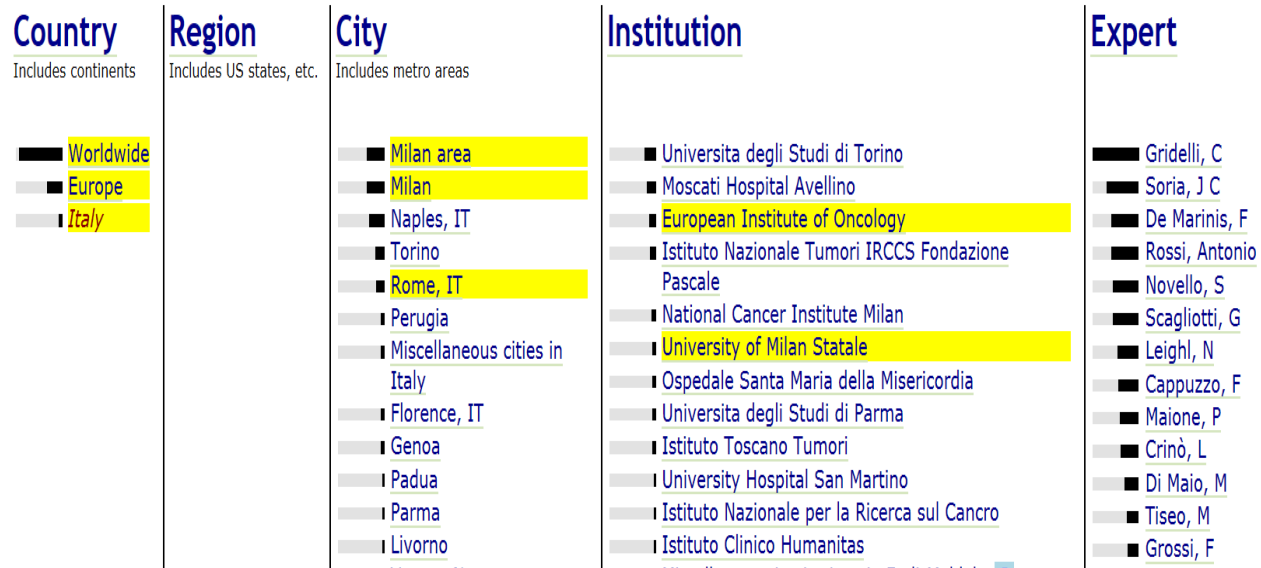 Country
Includes continents
Worldwide
Europe
Italy
Region
Includes US states, etc.
City
Includes metro areas
Milan area
Milan
Naples, IT
Torino
Rome, IT
Perugia
Miscellaneous cities in
Italy
Florence, IT
Genoa
Padua
Parma
Livorno
Institution
Universita degli Studi di Torino
Moscati Hospital Avellino
European Institute of Oncology
Istituto Nazionale Tumori IRCCS Fondazione
Pascale
National Cancer Institute Milan
University of Milan Statale
Ospedale Santa Maria della Misericordia
Universita degli Studi di Parma
Istituto Toscano Tumori
University Hospital San Martino
Istituto Nazionale per la Ricerca sul Cancro
Istituto Clinico Humanitas
Expert
Gridelli, C
Soria, J C
De Marinis, F
Rossi, Antonio
Novello, S
Scagliotti, G
Leighl, N
Cappuzzo, F
Maione, P
Crinò, L
Di Maio, M
Tiseo, M
Grossi, F